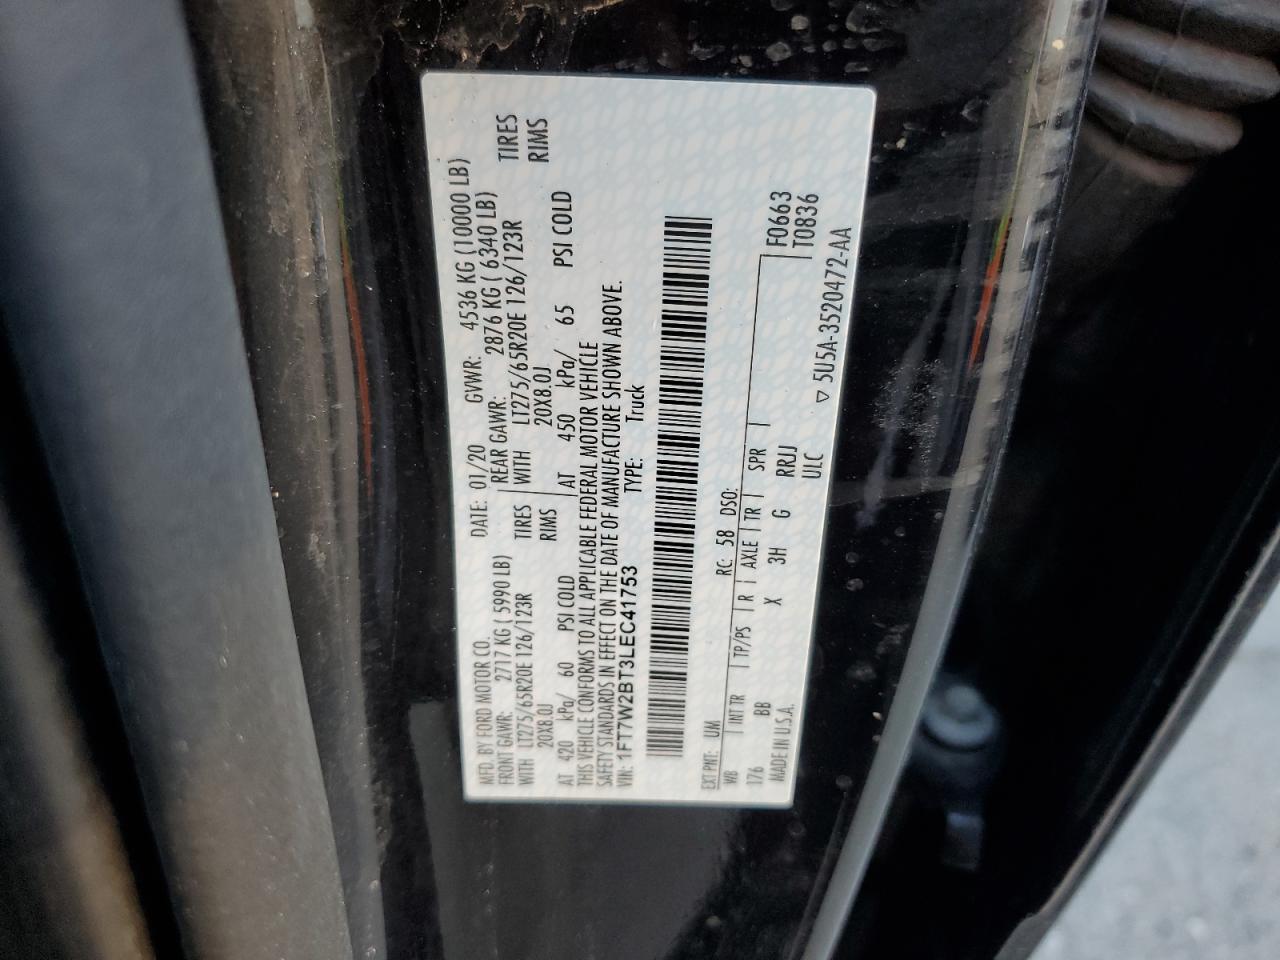 MFD. BY FORD MOTOR CO. DATE: 01/20 GVWR: 4536 KG (10000 LB)
FRONT GAWR: 2717 KG ( 5990 LB) REAR GAWR: 2876 KG ( 6340 LB)
WITH LT275/65R20E 126/123R TIRES WITH LT275/65R20E 126/123R TIRES
20X8.0J RIMS 20X8.0J RIMS
AT 420 kPa/ 60 PSI COLD AT 450 kPa/ 65 PSI COLD
THIS VEHICLE CONFORMS TO ALL APPLICABLE FEDERAL MOTOR VEHICLE
SAFETY STANDARDS IN EFFECT ON THE DATE OF MANUFACTURE SHOWN ABOVE.
VIN: 1FT7W2BT3LEC41753 TYPE: Truck
EXT PNT: UM RC: 58 DSO:
WB INT TR TP/PS R AXLE TR SPR F0663
176 BB X 3H G RRJJ T0836
MADE IN U.S.A. ULC
▽ 5U5A-3520472-AA